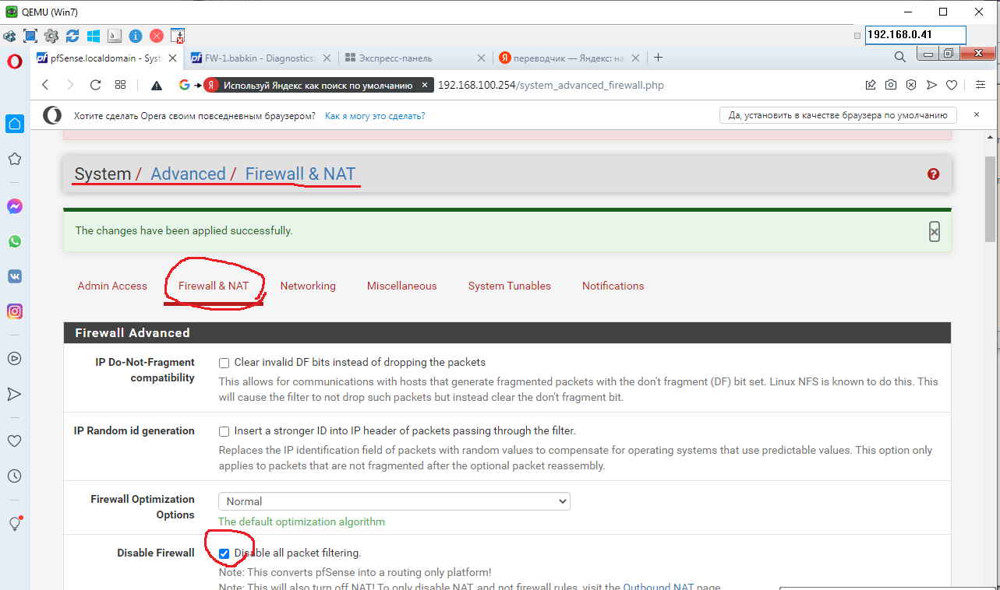 QEMU (Win7)
192.168.0.41
pfSense.localdomain - Syst
FW-1.babkin - Diagnostics:
Экспресс-панель
переводчик — Яндекс: на
Используй Яндекс как поиск по умолчанию
192.168.100.254/system_advanced_firewall.php
Хотите сделать Opera своим повседневным браузером? Как я могу это сделать?
Да, установить в качестве браузера по умолчанию
System / Advanced / Firewall & NAT
The changes have been applied successfully.
Admin Access Firewall & NAT Networking Miscellaneous System Tunables Notifications
Firewall Advanced
IP Do-Not-Fragment
compatibility
Clear invalid DF bits instead of dropping the packets
This allows for communications with hosts that generate fragmented packets with the don't fragment (DF) bit set. Linux NFS is known to do this. This
will cause the filter to not drop such packets but instead clear the don't fragment bit.
IP Random id generation
Insert a stronger ID into IP header of packets passing through the filter.
Replaces the IP identification field of packets with random values to compensate for operating systems that use predictable values. This option only
applies to packets that are not fragmented after the optional packet reassembly.
Firewall Optimization
Options
Normal
The default optimization algorithm
Disable Firewall
Disable all packet filtering.
Note: This converts pfSense into a routing only platform!
Note: This will also turn off NAT! To only disable NAT, and not firewall rules, visit the Outbound NAT page.